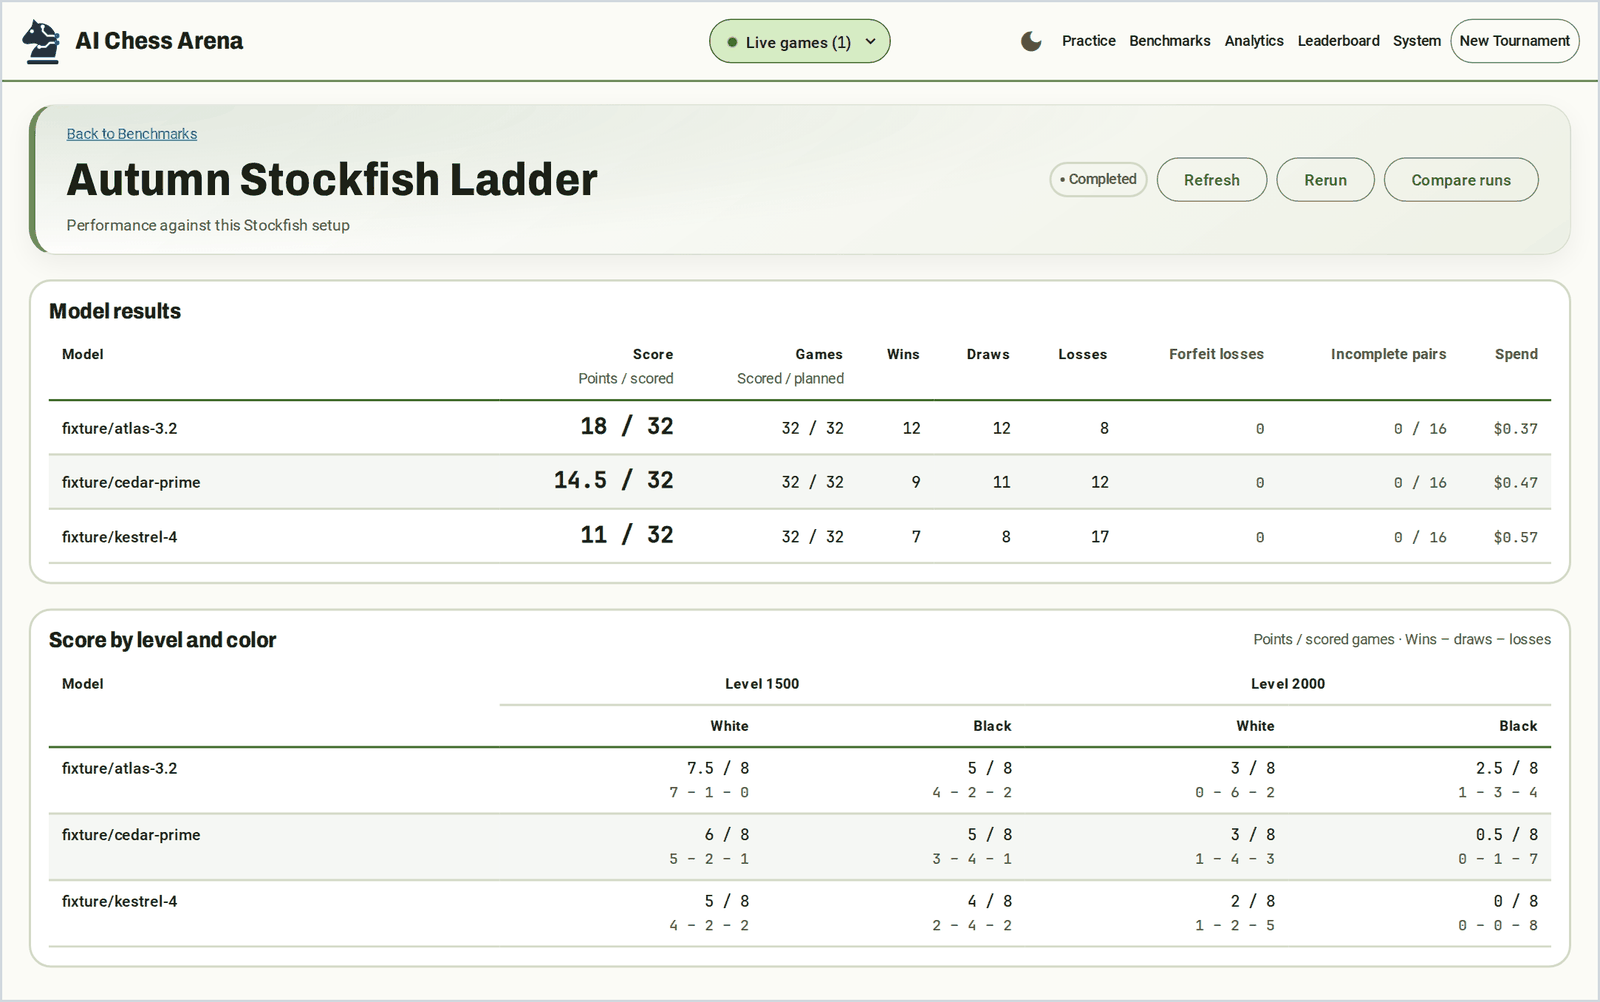 AI Chess Arena
Live games (1)
Practice Benchmarks Analytics Leaderboard System New Tournament
Back to Benchmarks
Autumn Stockfish Ladder
Performance against this Stockfish setup
• Completed Refresh Rerun Compare runs
Model results
Model Score Games Wins Draws Losses Forfeit losses Incomplete pairs Spend
Points / scored Scored / planned
fixture/atlas-3.2 18 / 32 32 / 32 12 12 8 0 0 / 16 $0.37
fixture/cedar-prime 14.5 / 32 32 / 32 9 11 12 0 0 / 16 $0.47
fixture/kestrel-4 11 / 32 32 / 32 7 8 17 0 0 / 16 $0.57
Score by level and color Points / scored games · Wins – draws – losses
Model Level 1500 Level 2000
White Black White Black
fixture/atlas-3.2 7.5 / 8 5 / 8 3 / 8 2.5 / 8
7 – 1 – 0 4 – 2 – 2 0 – 6 – 2 1 – 3 – 4
fixture/cedar-prime 6 / 8 5 / 8 3 / 8 0.5 / 8
5 – 2 – 1 3 – 4 – 1 1 – 4 – 3 0 – 1 – 7
fixture/kestrel-4 5 / 8 4 / 8 2 / 8 0 / 8
4 – 2 – 2 2 – 4 – 2 1 – 2 – 5 0 – 0 – 8